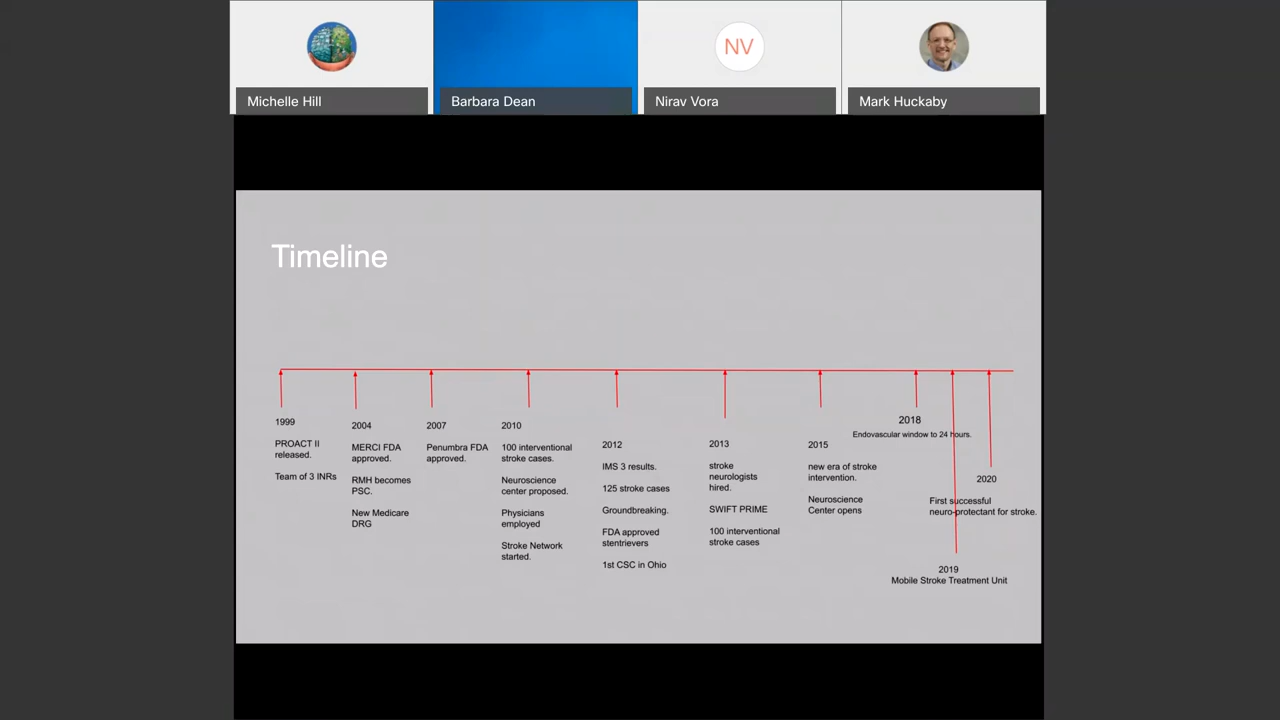 Michelle Hill
Barbara Dean
NV
Nirav Vora
Mark Huckaby
Timeline
1999
PROACT II
released.
Team of 3 INRs
2004
MERCI FDA
approved.
RMH becomes
PSC.
New Medicare
DRG
2007
Penumbra FDA
approved.
2010
100 interventional
stroke cases.
Neuroscience
center proposed.
Physicians
employed
Stroke Network
started.
2012
IMS 3 results.
125 stroke cases
Groundbreaking.
FDA approved
stentrievers
1st CSC in Ohio
2013
stroke
neurologists
hired.
SWIFT PRIME
100 interventional
stroke cases
2015
new era of stroke
intervention.
Neuroscience
Center opens
2018
Endovascular window to 24 hours.
2019
Mobile Stroke Treatment Unit
2020
First successful
neuro-protectant for stroke.